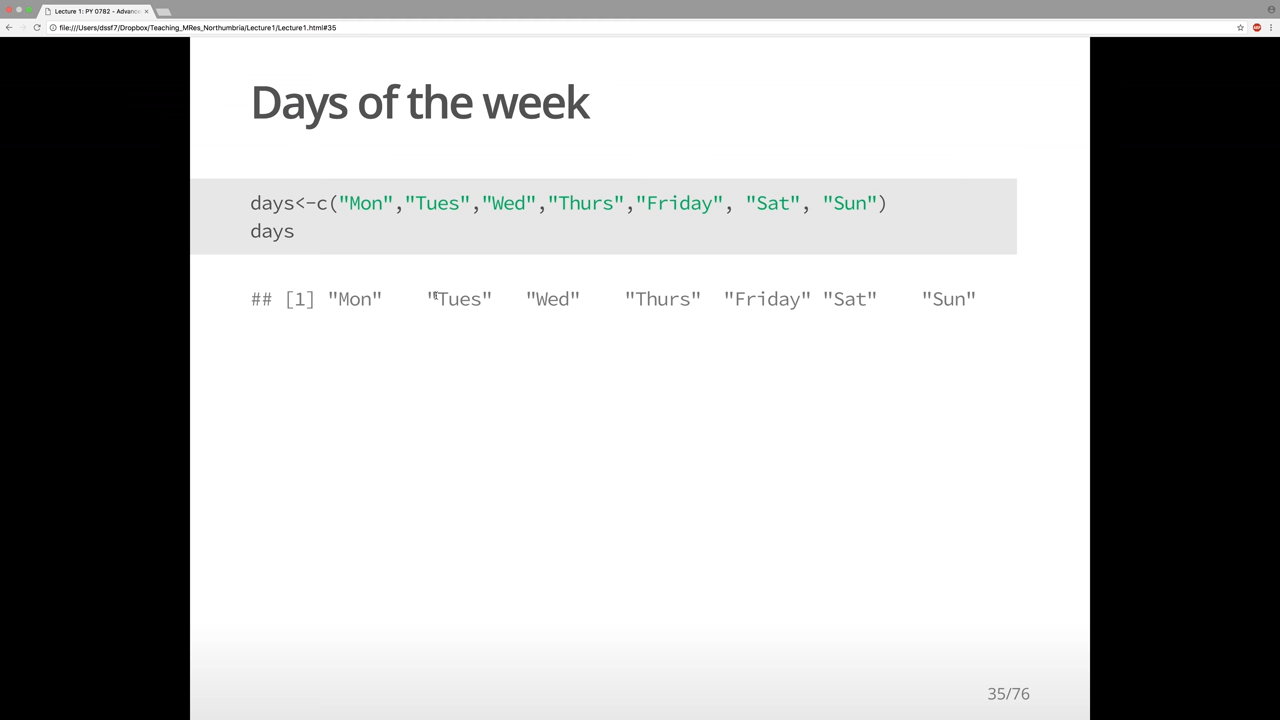 Lecture 1: PY 0782 - Advanc
file:///Users/dssf7/Dropbox/Teaching_MRes_Northumbria/Lecture1/Lecture1.html#35
Days of the week
days<-c("Mon","Tues","Wed","Thurs","Friday", "Sat", "Sun")
days
## [1] "Mon"    "Tues"   "Wed"    "Thurs"  "Friday" "Sat"    "Sun"
35/76